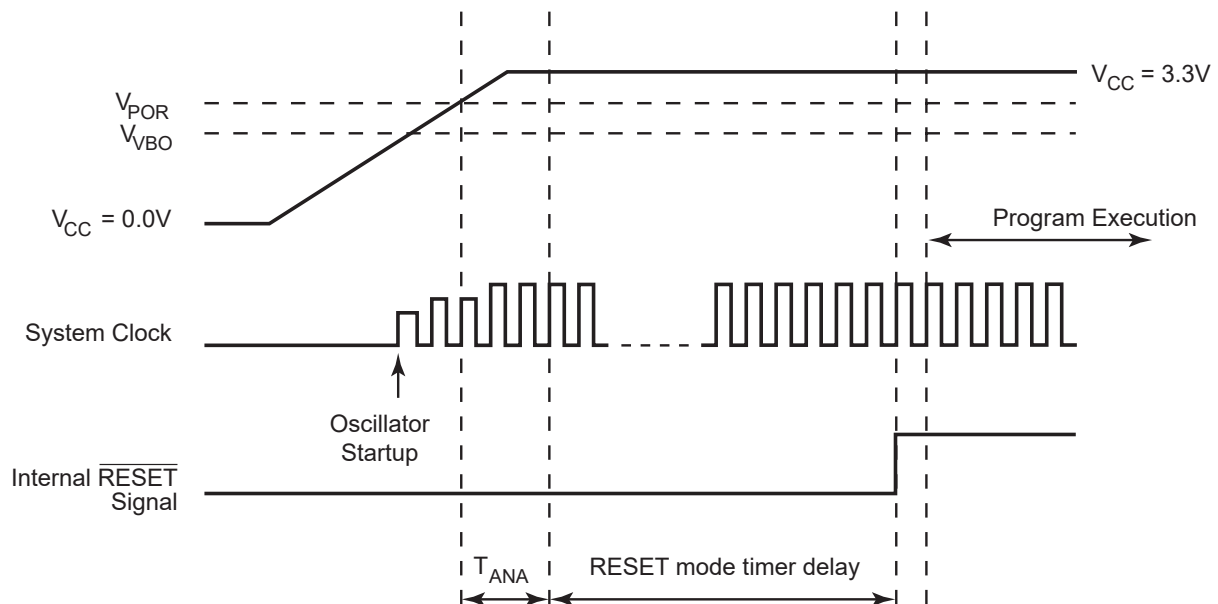 V_CC = 3.3V
V_POR
V_VBO
V_CC = 0.0V
Program Execution
System Clock
Oscillator
Startup
Internal R̅E̅S̅E̅T̅
Signal
T_ANA
RESET mode timer delay